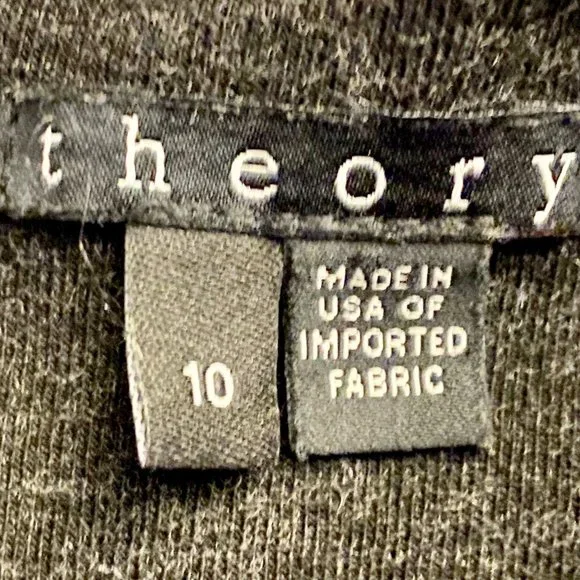 theory
10
MADE IN
USA OF
IMPORTED
FABRIC